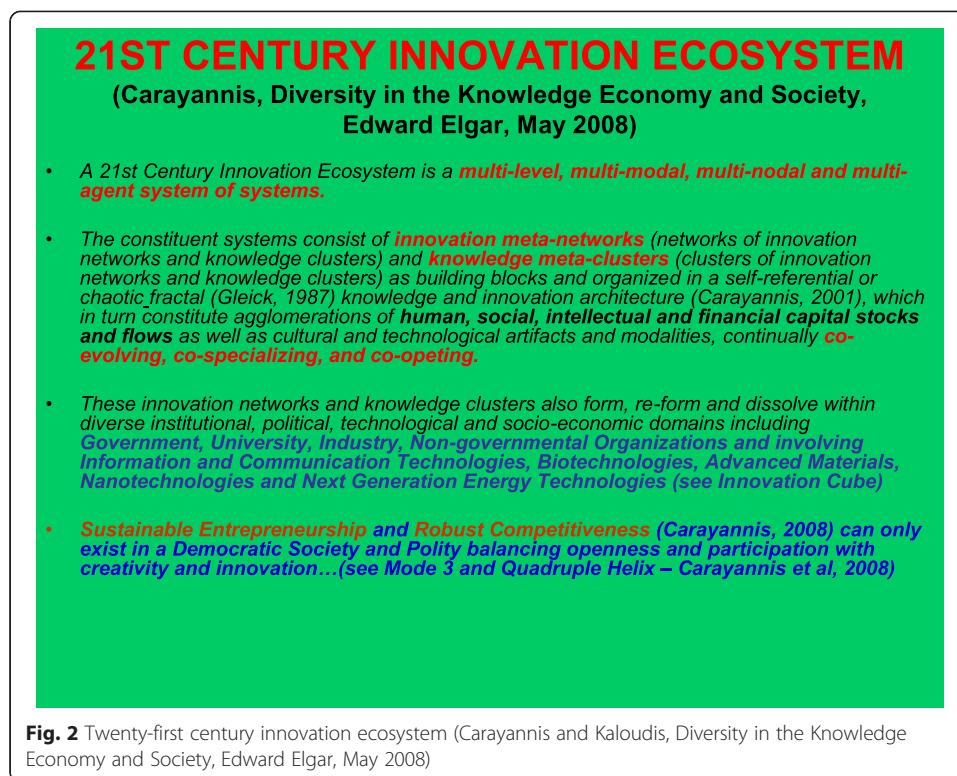 21ST CENTURY INNOVATION ECOSYSTEM
(Carayannis, Diversity in the Knowledge Economy and Society,
Edward Elgar, May 2008)
• A 21st Century Innovation Ecosystem is a multi-level, multi-modal, multi-nodal and multi-
agent system of systems.
• The constituent systems consist of innovation meta-networks (networks of innovation
networks and knowledge clusters) and knowledge meta-clusters (clusters of innovation
networks and knowledge clusters) as building blocks and organized in a self-referential or
chaotic fractal (Gleick, 1987) knowledge and innovation architecture (Carayannis, 2001), which
in turn constitute agglomerations of human, social, intellectual and financial capital stocks
and flows as well as cultural and technological artifacts and modalities, continually co-
evolving, co-specializing, and co-opeting.
• These innovation networks and knowledge clusters also form, re-form and dissolve within
diverse institutional, political, technological and socio-economic domains including
Government, University, Industry, Non-governmental Organizations and involving
Information and Communication Technologies, Biotechnologies, Advanced Materials,
Nanotechnologies and Next Generation Energy Technologies (see Innovation Cube)
• Sustainable Entrepreneurship and Robust Competitiveness (Carayannis, 2008) can only
exist in a Democratic Society and Polity balancing openness and participation with
creativity and innovation…(see Mode 3 and Quadruple Helix – Carayannis et al, 2008)
Fig. 2 Twenty-first century innovation ecosystem (Carayannis and Kaloudis, Diversity in the Knowledge
Economy and Society, Edward Elgar, May 2008)